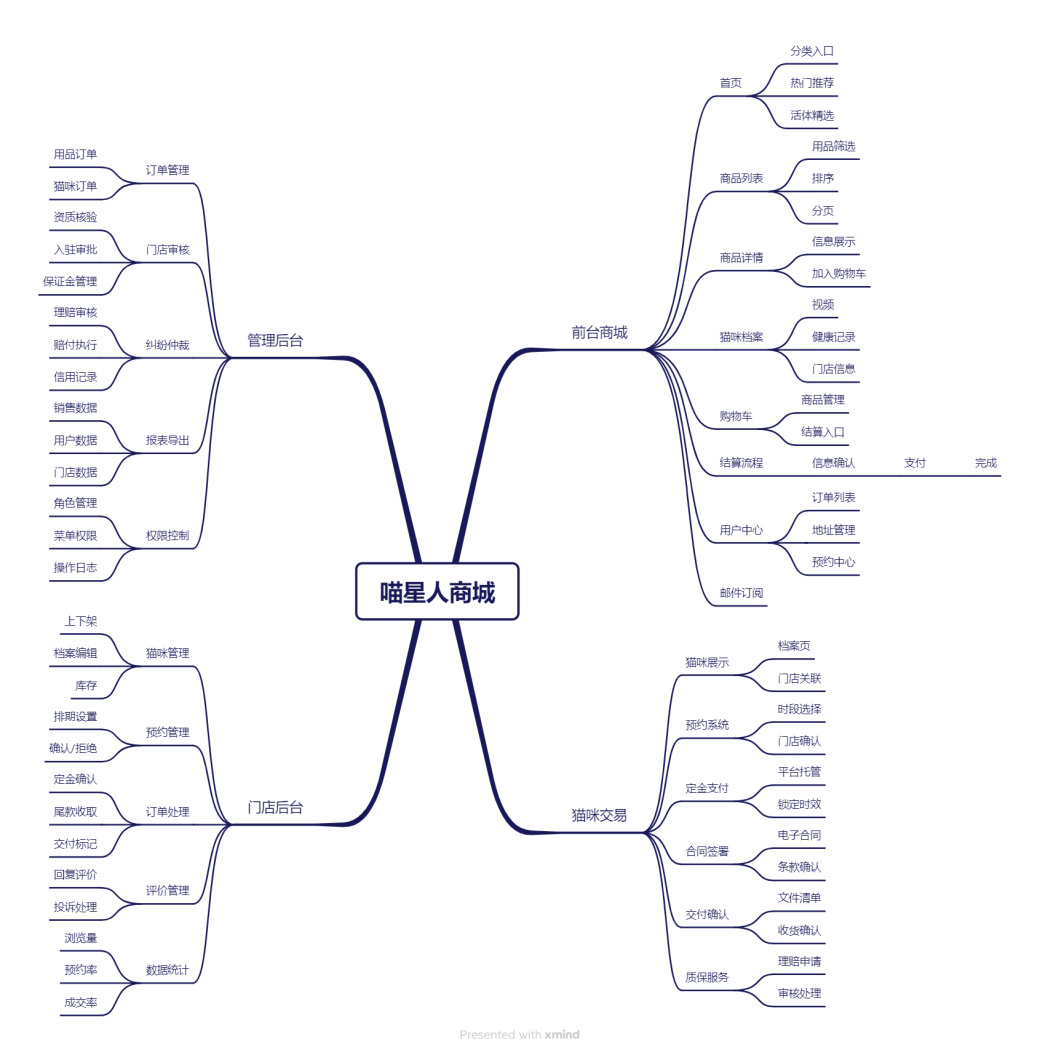 喵星人商城
前台商城
首页
分类入口
热门推荐
活体精选
商品列表
用品筛选
排序
分页
商品详情
信息展示
加入购物车
猫咪档案
视频
健康记录
门店信息
购物车
商品管理
结算入口
结算流程
信息确认
支付
完成
用户中心
订单列表
地址管理
预约中心
邮件订阅
猫咪交易
猫咪展示
档案页
门店关联
预约系统
时段选择
门店确认
定金支付
平台托管
锁定时效
合同签署
电子合同
条款确认
交付确认
文件清单
收货确认
质保服务
理赔申请
审核处理
管理后台
订单管理
用品订单
猫咪订单
门店审核
资质核验
入驻审批
保证金管理
纠纷仲裁
理赔审核
赔付执行
信用记录
报表导出
销售数据
用户数据
门店数据
权限控制
角色管理
菜单权限
操作日志
门店后台
猫咪管理
上下架
档案编辑
库存
预约管理
排期设置
确认/拒绝
订单处理
定金确认
尾款收取
交付标记
评价管理
回复评价
投诉处理
数据统计
浏览量
预约率
成交率
Presented with xmind